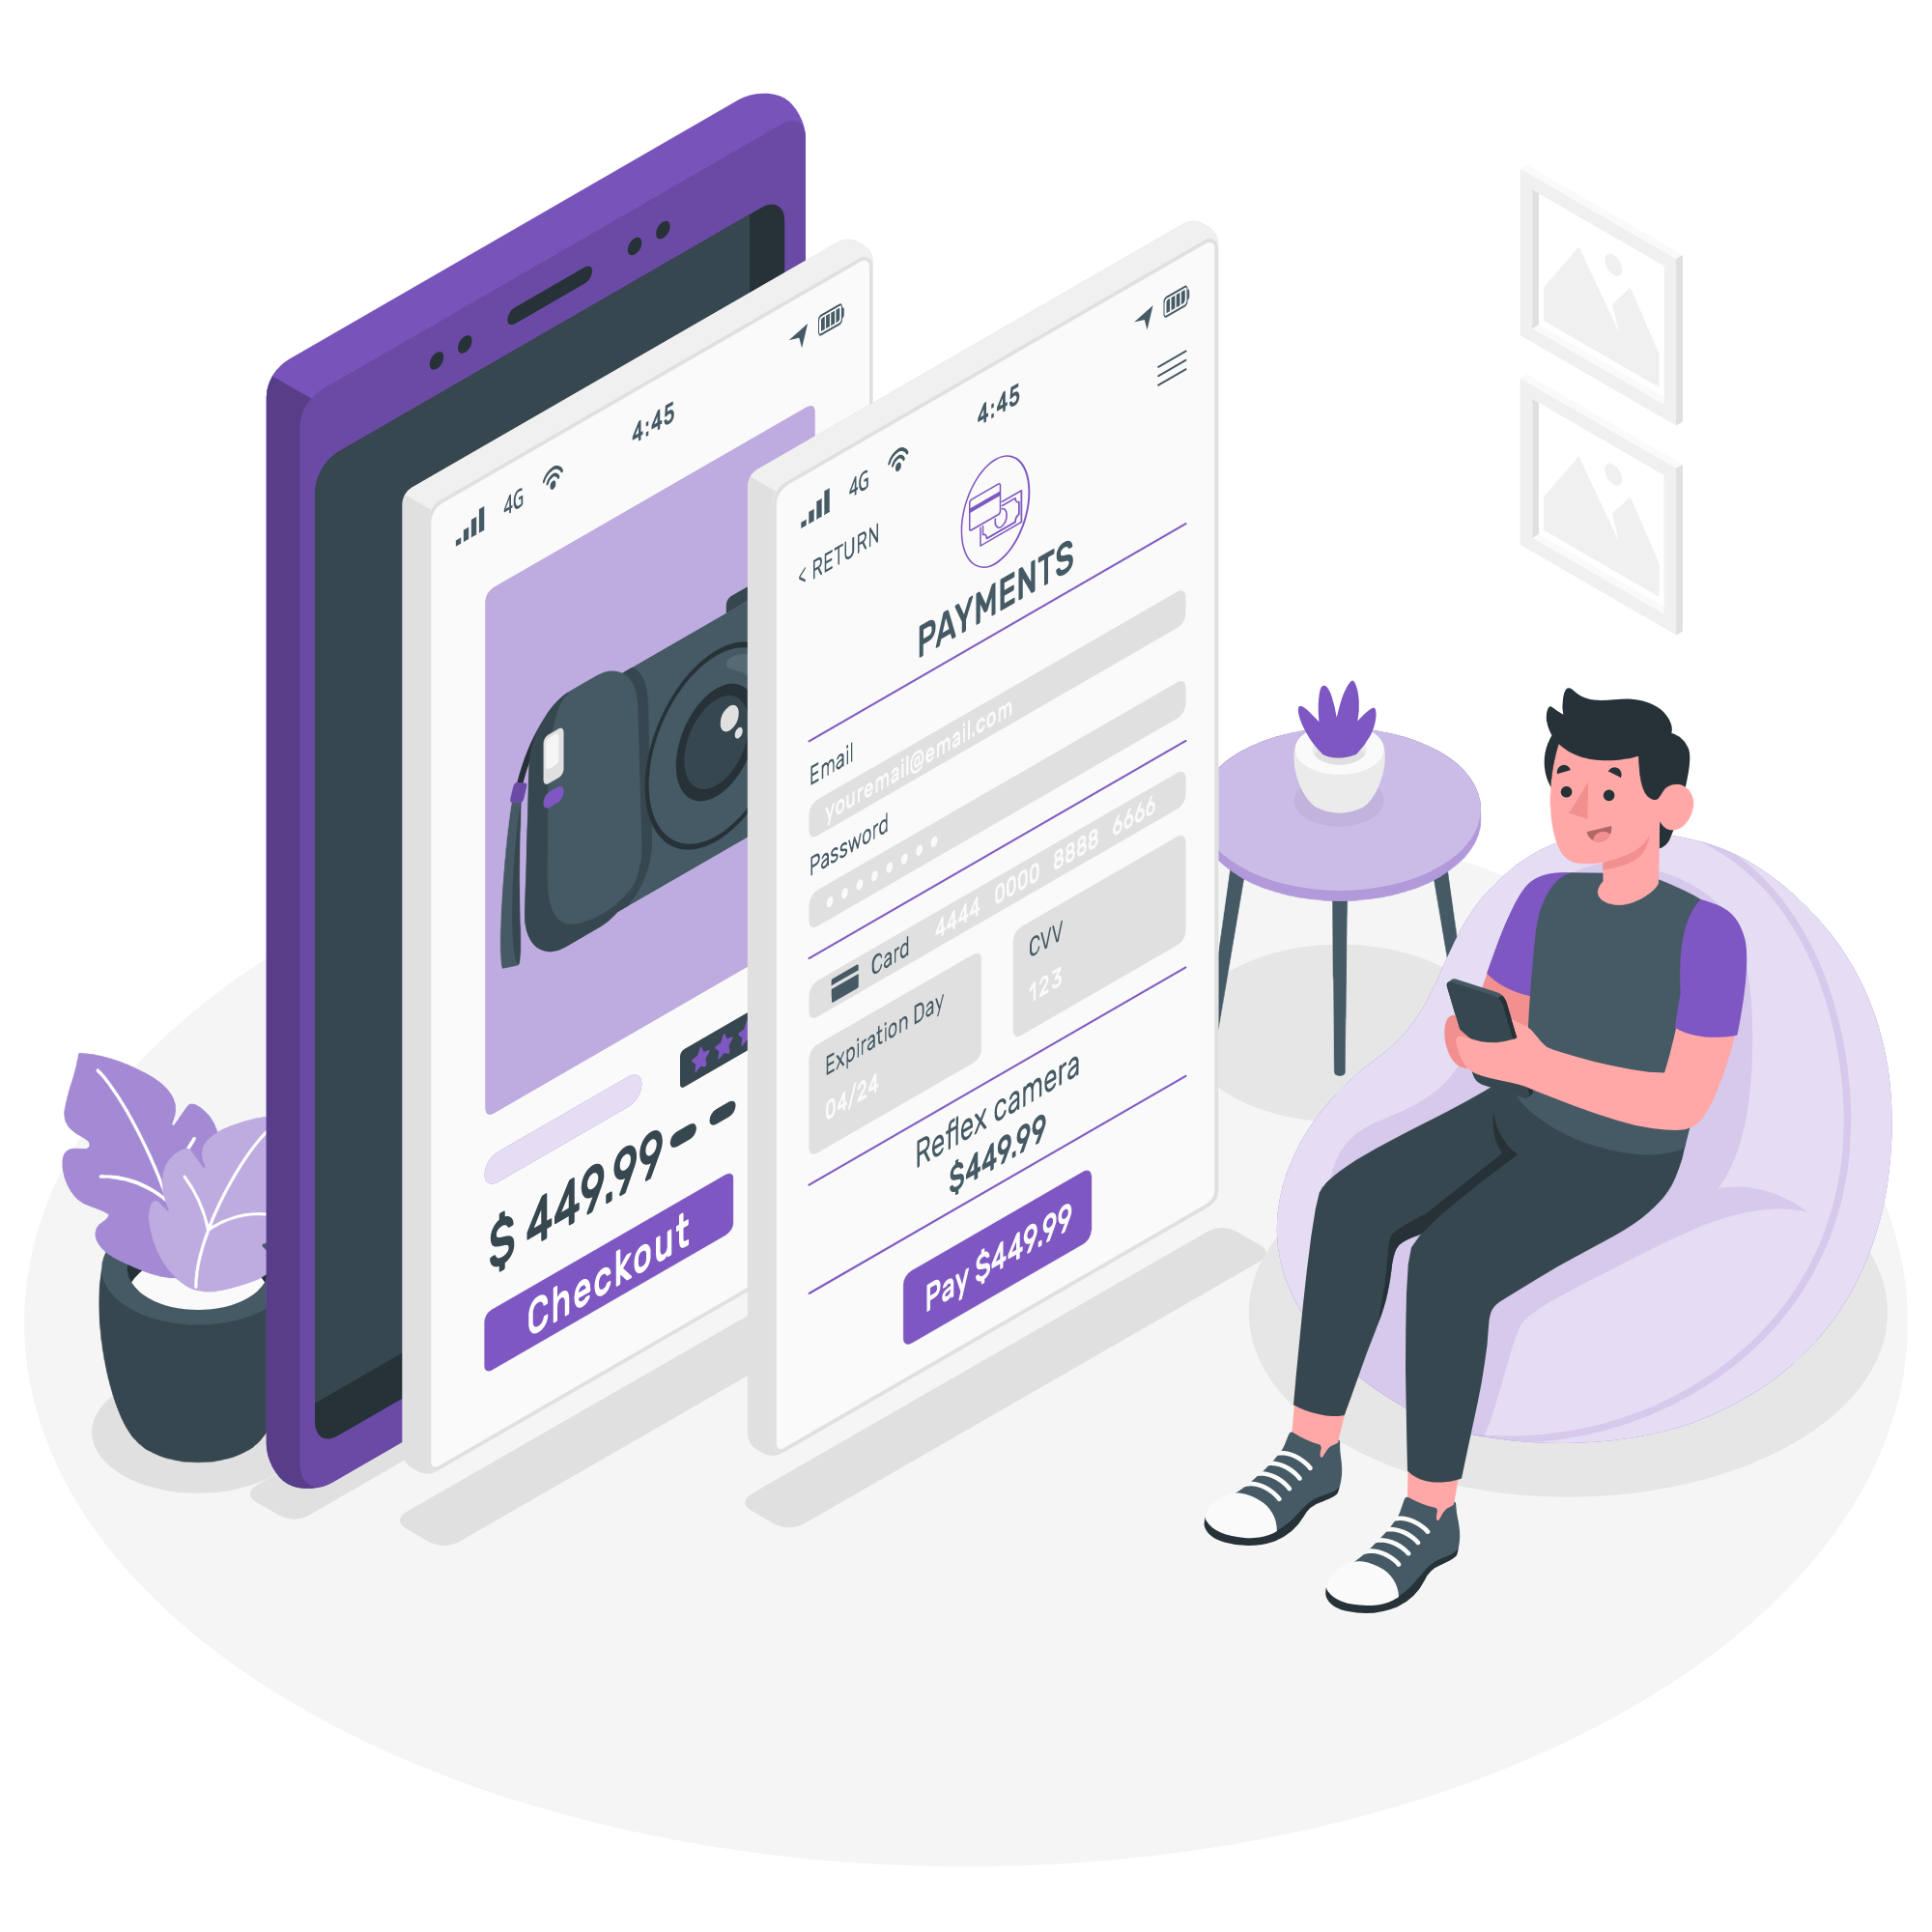 4G
4:45
$ 449.99
Checkout
4G
4:45
< RETURN
PAYMENTS
Email
youremail@email.com
Password
Card 4444 0000 8888 6666
Expiration Day
04/24
CVV
123
Reflex camera
$449.99
Pay $449.99